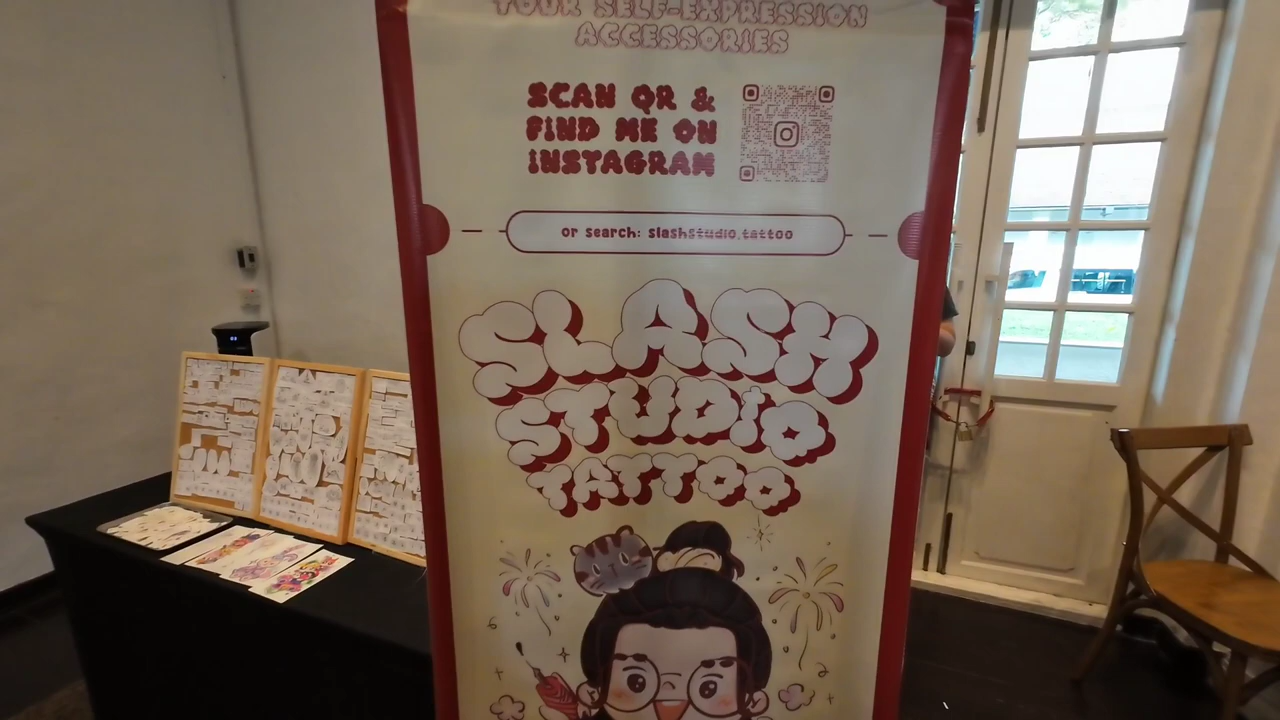 YOUR SELF-EXPRESSION
ACCESSORIES
SCAN QR &
FIND ME ON
INSTAGRAM
or search: slashstudio.tattoo
SLASH
STUDIO
TATTOO